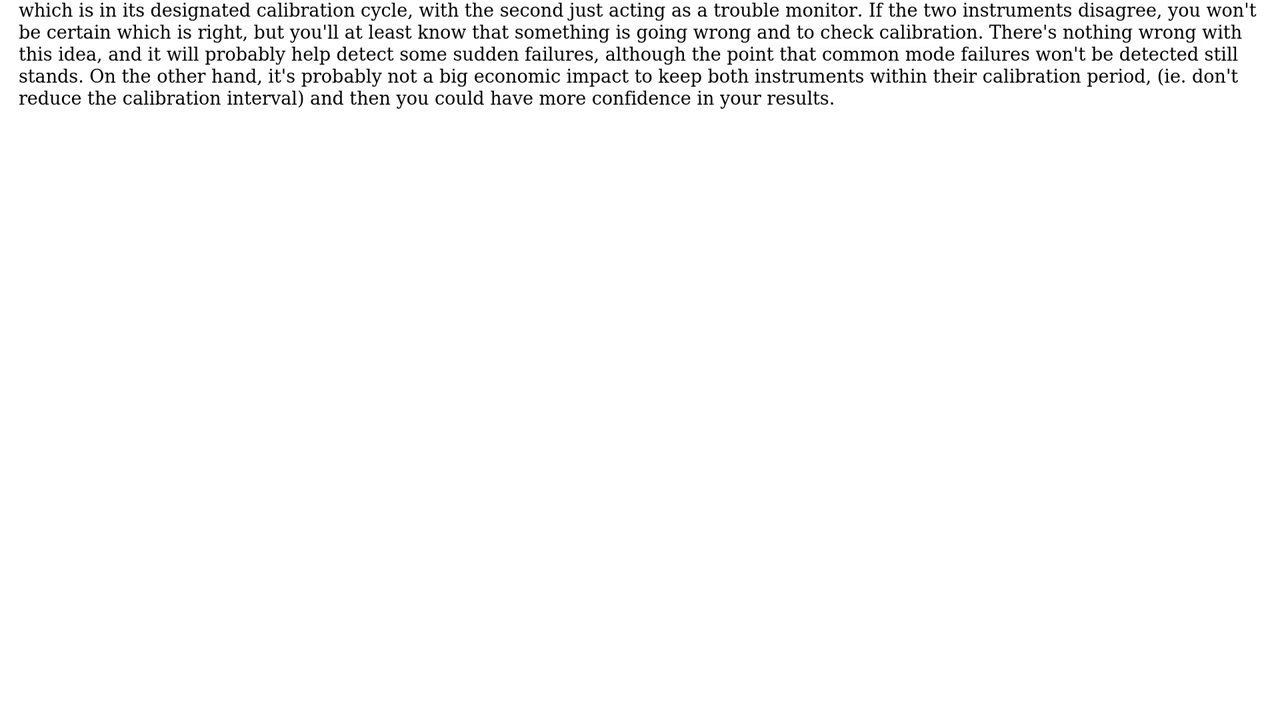 which is in its designated calibration cycle, with the second just acting as a trouble monitor. If the two instruments disagree, you won't
be certain which is right, but you'll at least know that something is going wrong and to check calibration. There's nothing wrong with
this idea, and it will probably help detect some sudden failures, although the point that common mode failures won't be detected still
stands. On the other hand, it's probably not a big economic impact to keep both instruments within their calibration period, (ie. don't
reduce the calibration interval) and then you could have more confidence in your results.